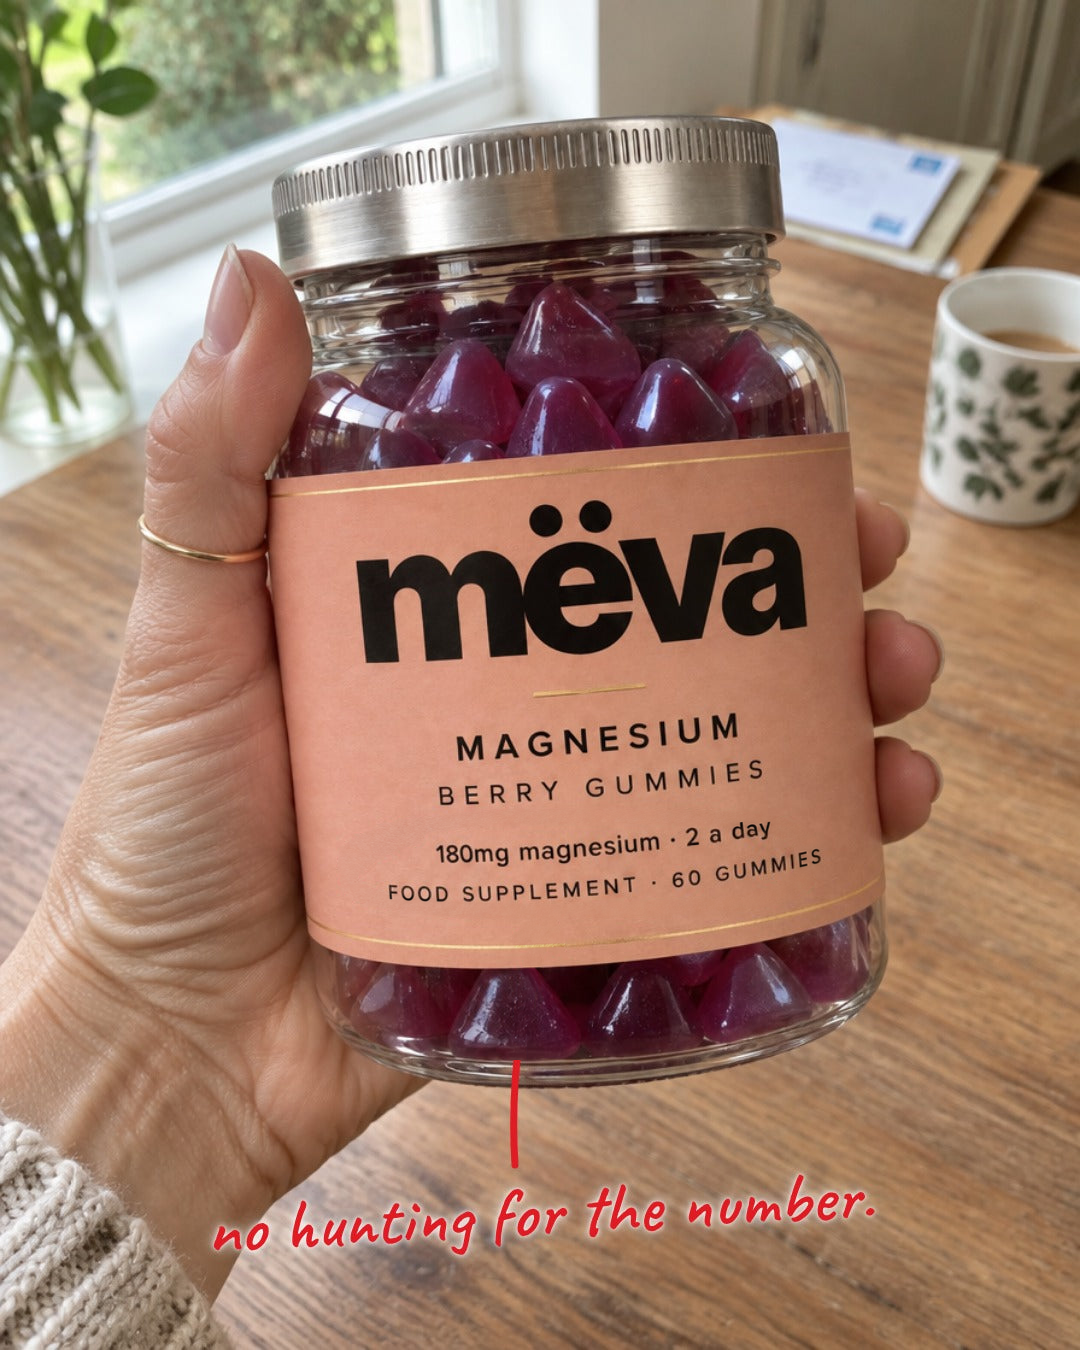 mëva
MAGNESIUM
BERRY GUMMIES
180mg magnesium · 2 a day
FOOD SUPPLEMENT · 60 GUMMIES
no hunting for the number.